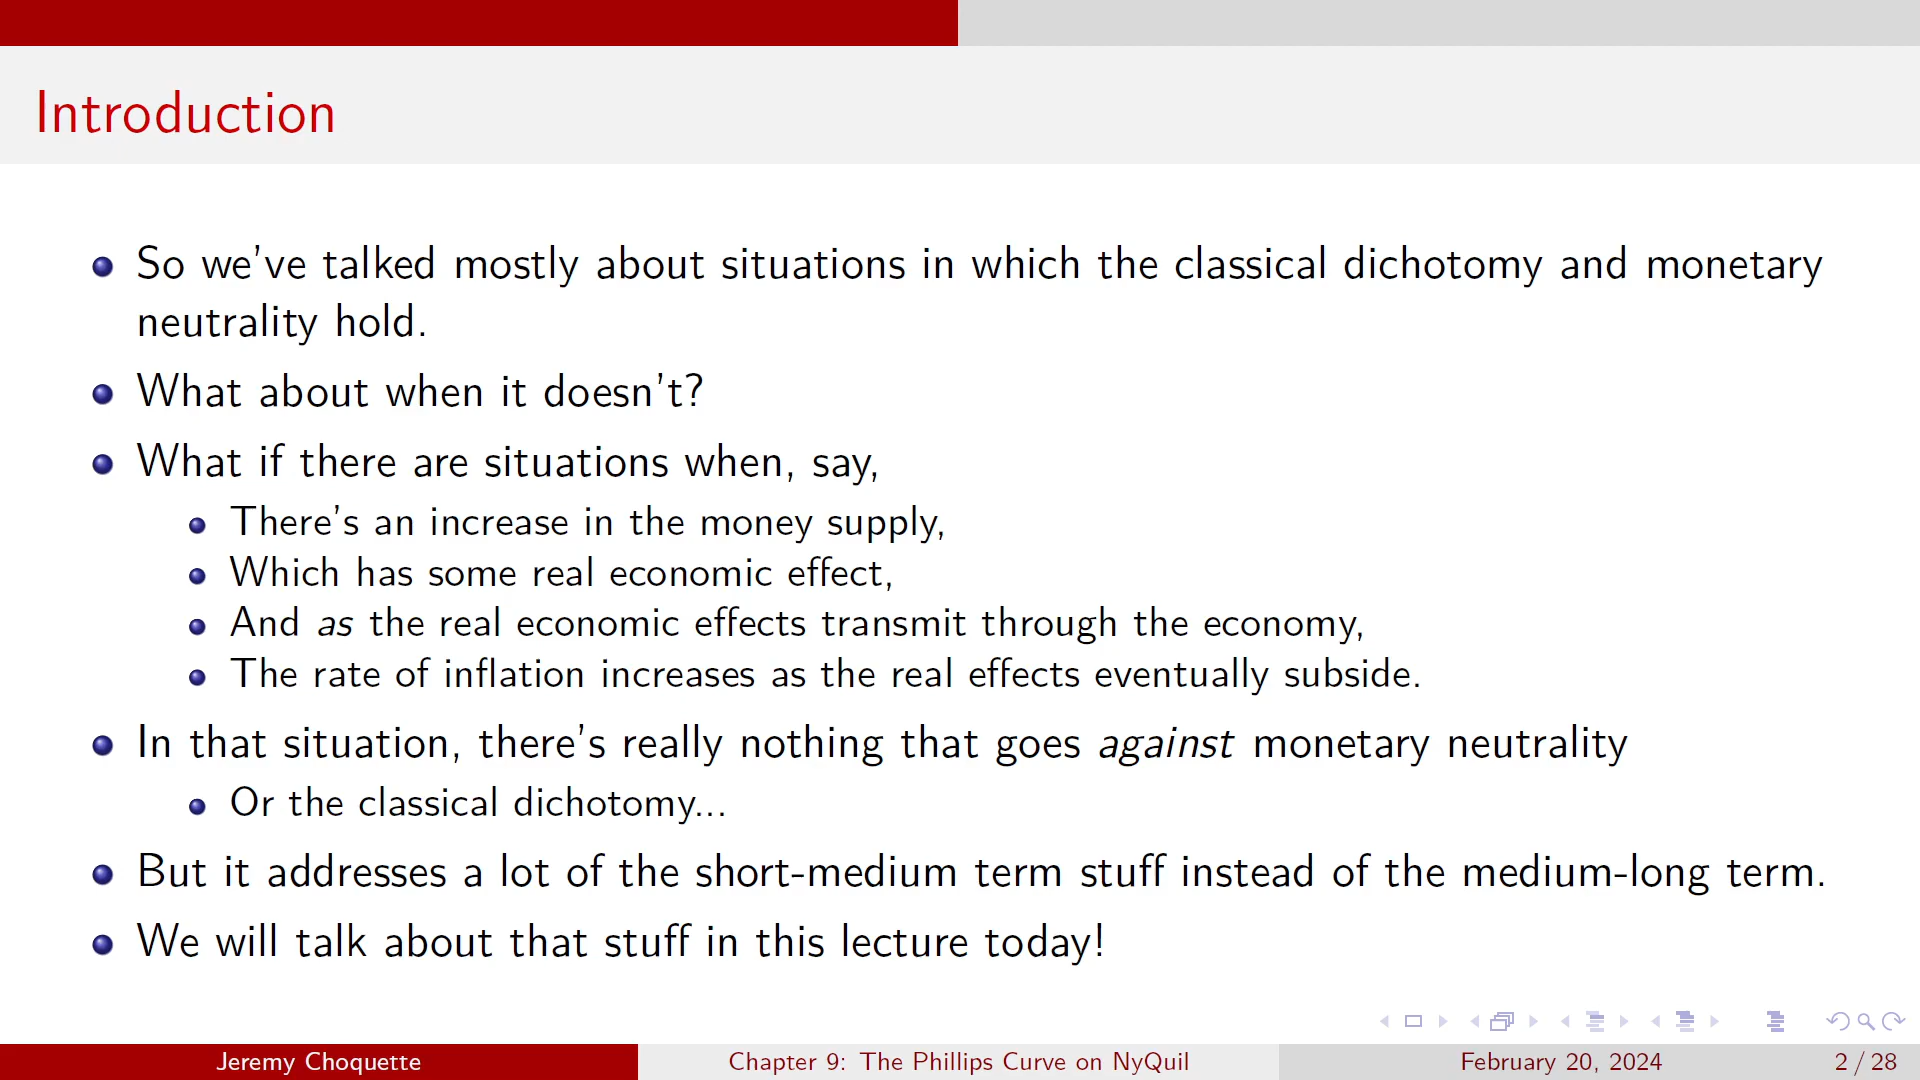 Introduction
So we've talked mostly about situations in which the classical dichotomy and monetary
neutrality hold.
What about when it doesn't?
What if there are situations when, say,
There's an increase in the money supply,
Which has some real economic effect,
And as the real economic effects transmit through the economy,
The rate of inflation increases as the real effects eventually subside.
In that situation, there's really nothing that goes against monetary neutrality
Or the classical dichotomy...
But it addresses a lot of the short-medium term stuff instead of the medium-long term.
We will talk about that stuff in this lecture today!
Jeremy Choquette
Chapter 9: The Phillips Curve on NyQuil
February 20, 2024
2 / 28